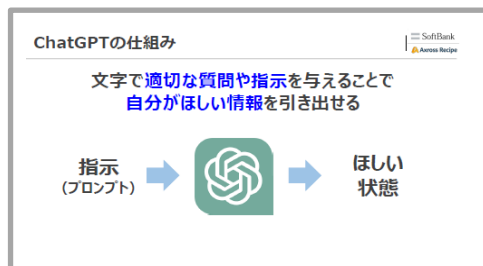 ChatGPTの仕組み
SoftBank
Axross Recipe
文字で適切な質問や指示を与えることで
自分がほしい情報を引き出せる
指示
(プロンプト)
ほしい
状態